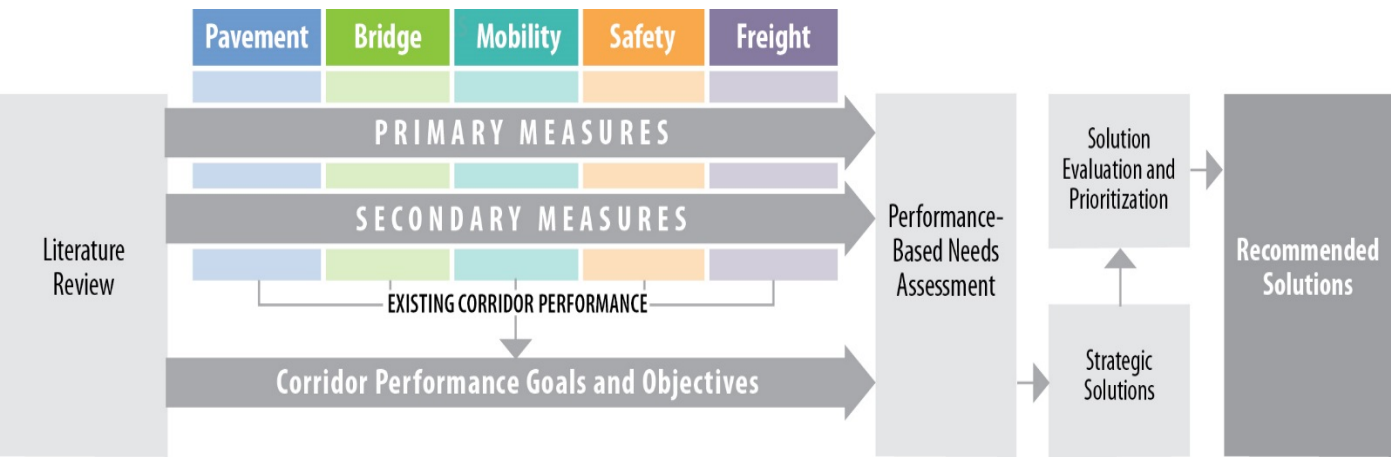 Pavement
Bridge
Mobility
Safety
Freight
PRIMARY MEASURES
SECONDARY MEASURES
Literature
Review
EXISTING CORRIDOR PERFORMANCE
Corridor Performance Goals and Objectives
Performance-
Based Needs
Assessment
Solution
Evaluation and
Prioritization
Strategic
Solutions
Recommended
Solutions